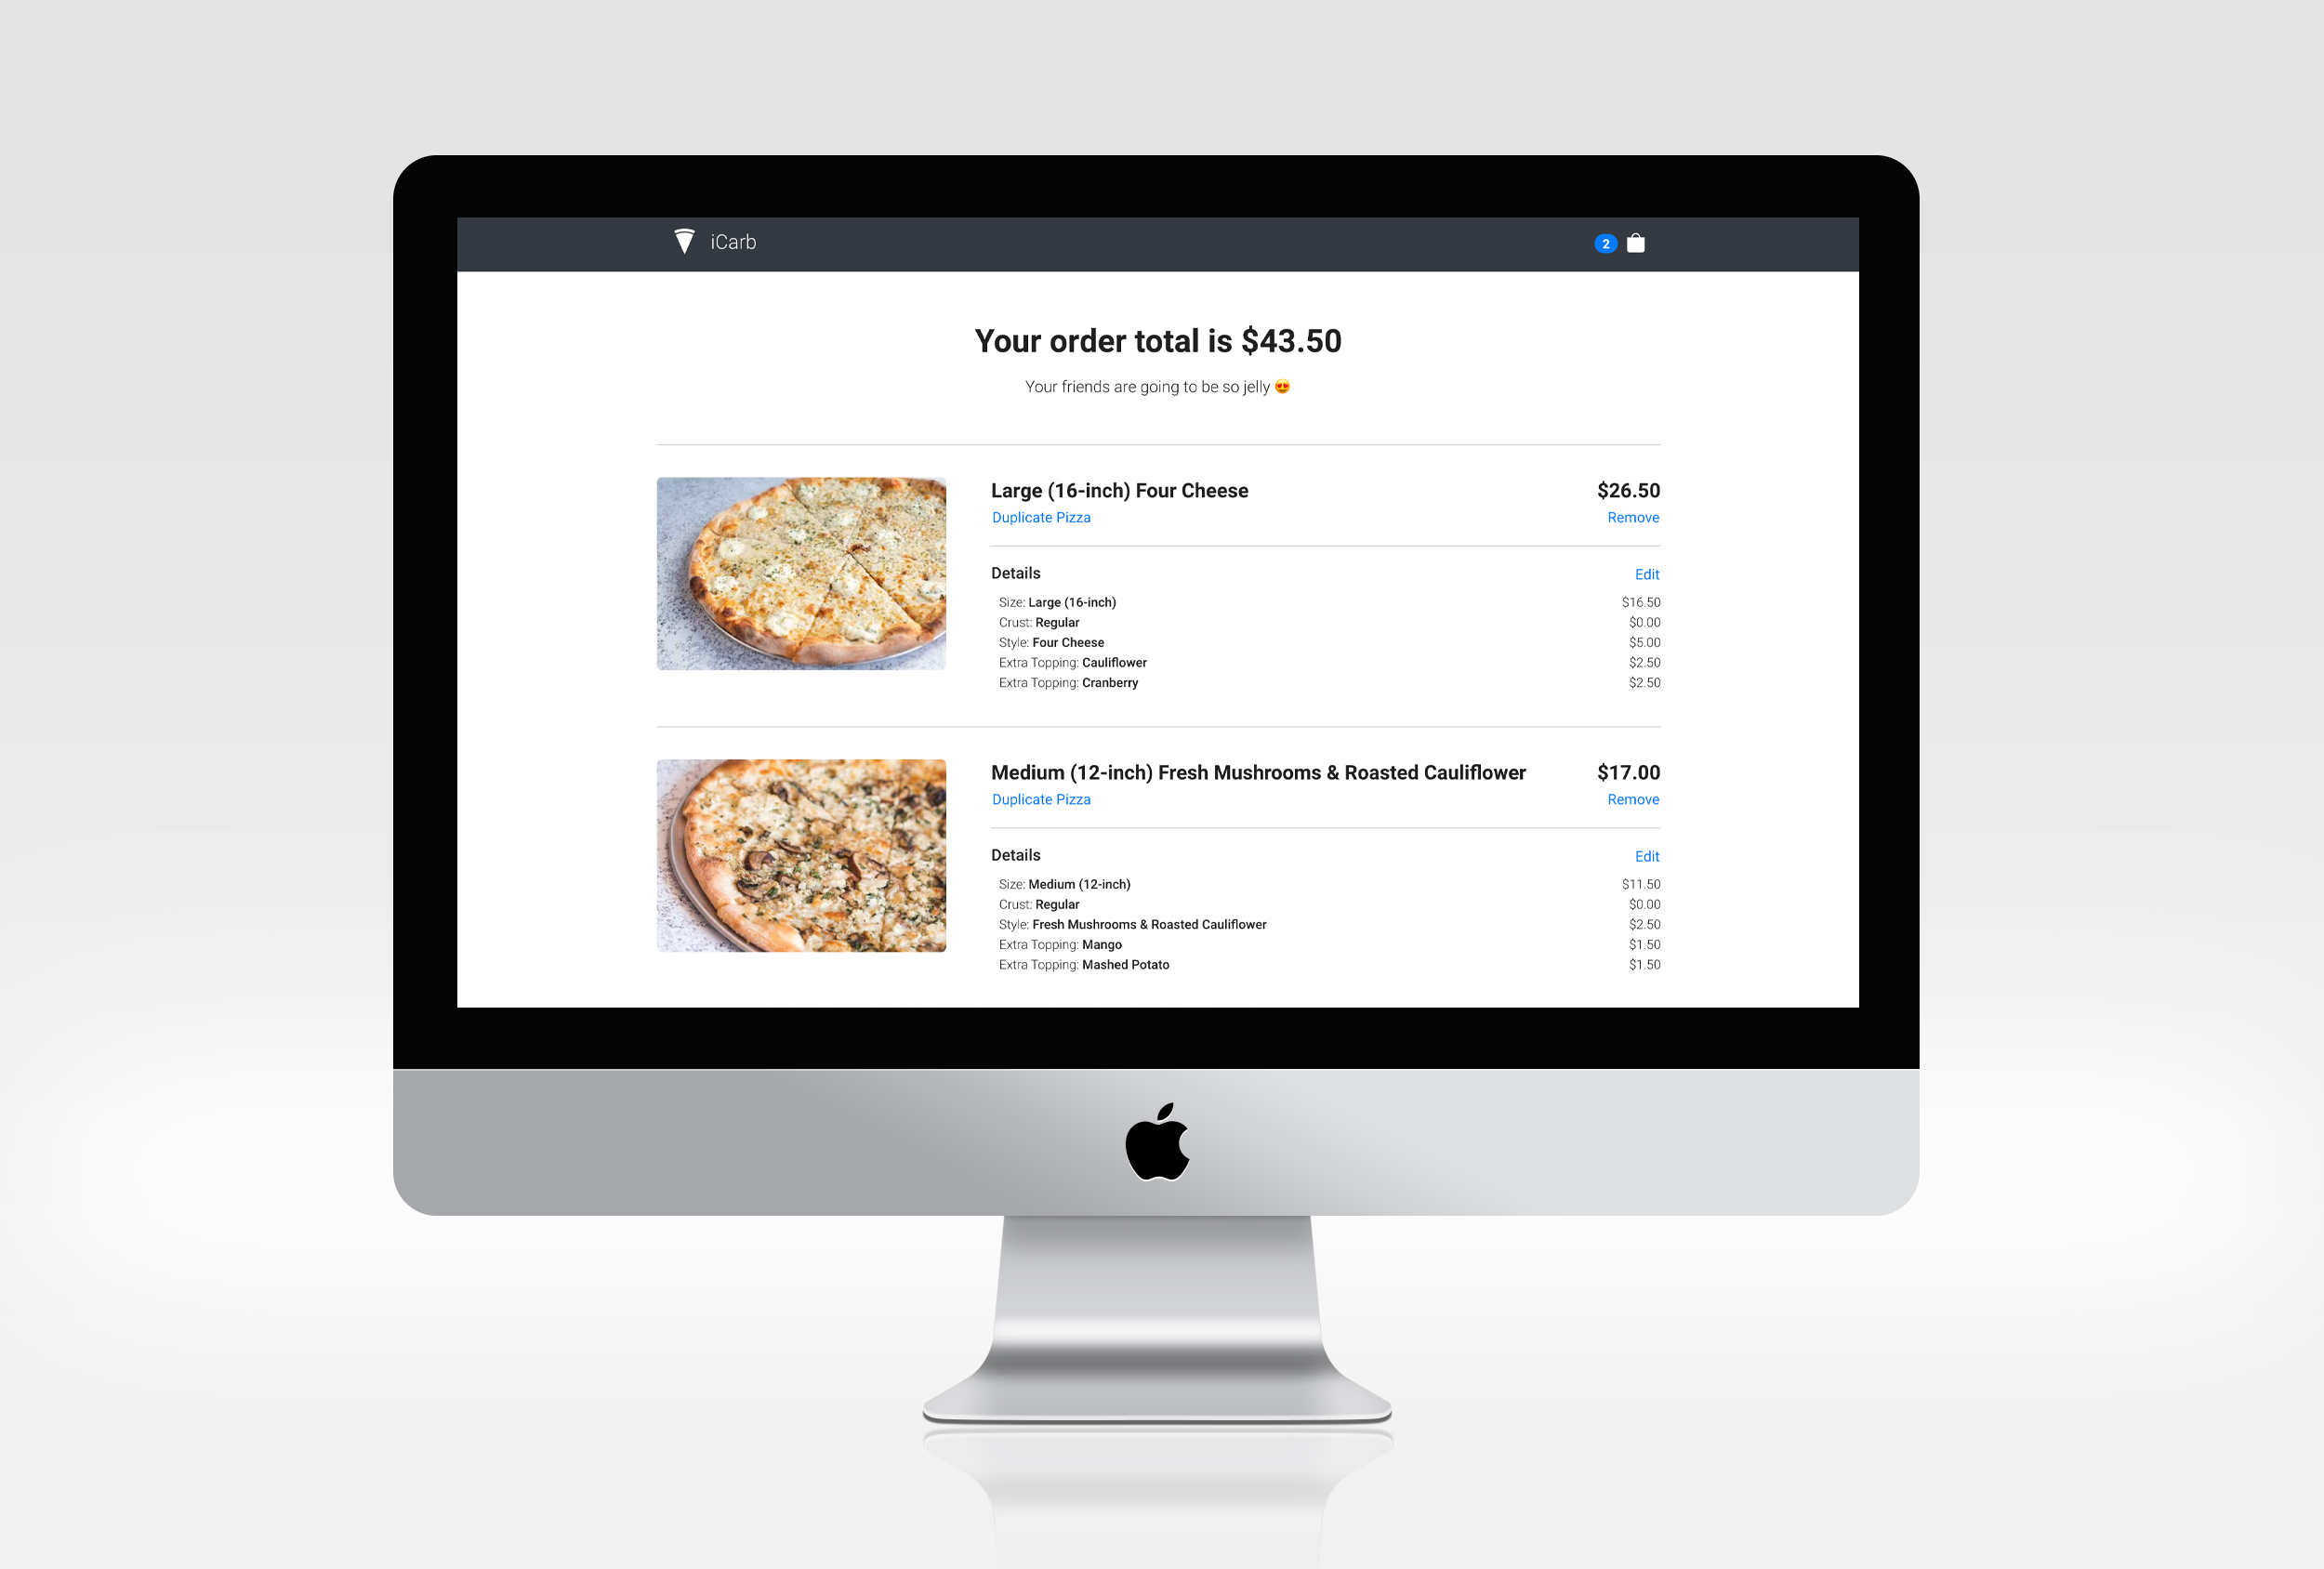 iCarb
2
Your order total is $43.50
Your friends are going to be so jelly 😍
Large (16-inch) Four Cheese $26.50
Duplicate Pizza Remove
Details Edit
Size: Large (16-inch) $16.50
Crust: Regular $0.00
Style: Four Cheese $5.00
Extra Topping: Cauliflower $2.50
Extra Topping: Cranberry $2.50
Medium (12-inch) Fresh Mushrooms & Roasted Cauliflower $17.00
Duplicate Pizza Remove
Details Edit
Size: Medium (12-inch) $11.50
Crust: Regular $0.00
Style: Fresh Mushrooms & Roasted Cauliflower $2.50
Extra Topping: Mango $1.50
Extra Topping: Mashed Potato $1.50